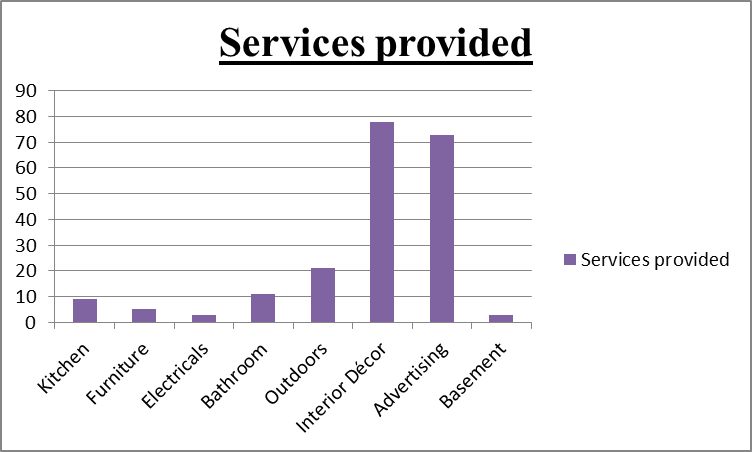 Services provided
90
80
70
60
50
40
30
20
10
0
Kitchen
Furniture
Electricals
Bathroom
Outdoors
Interior Décor
Advertising
Basement
Services provided